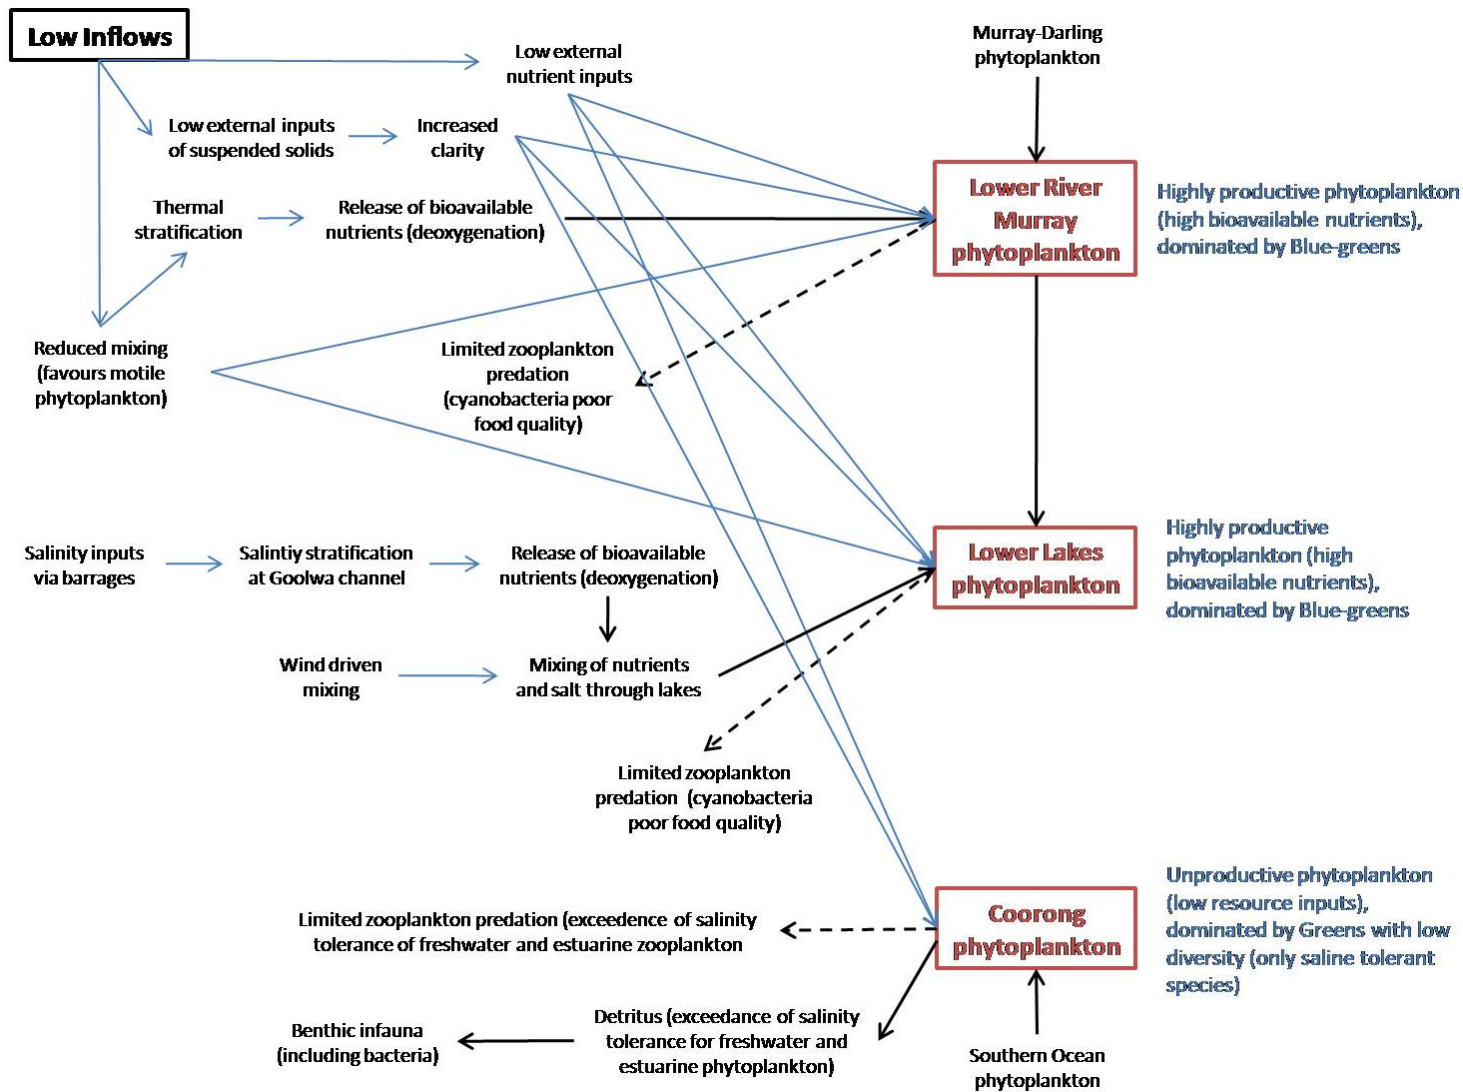 Low Inflows
Low external
nutrient inputs
Murray-Darling
phytoplankton
Low external inputs
of suspended solids
Increased
clarity
Thermal
stratification
Release of bioavailable
nutrients (deoxygenation)
Lower River
Murray
phytoplankton
Highly productive phytoplankton
(high bioavailable nutrients),
dominated by Blue-greens
Reduced mixing
(favours motile
phytoplankton)
Limited zooplankton
predation
(cyanobacteria poor
food quality)
Salinity inputs
via barrages
Salintiy stratification
at Goolwa channel
Release of bioavailable
nutrients (deoxygenation)
Lower Lakes
phytoplankton
Highly productive
phytoplankton (high
bioavailable nutrients),
dominated by Blue-greens
Wind driven
mixing
Mixing of nutrients
and salt through lakes
Limited zooplankton
predation (cyanobacteria
poor food quality)
Limited zooplankton predation (exceedence of salinity
tolerance of freshwater and estuarine zooplankton
Coorong
phytoplankton
Unproductive phytoplankton
(low resource inputs),
dominated by Greens with low
diversity (only saline tolerant
species)
Benthic infauna
(including bacteria)
Detritus (exceedance of salinity
tolerance for freshwater and
estuarine phytoplankton)
Southern Ocean
phytoplankton